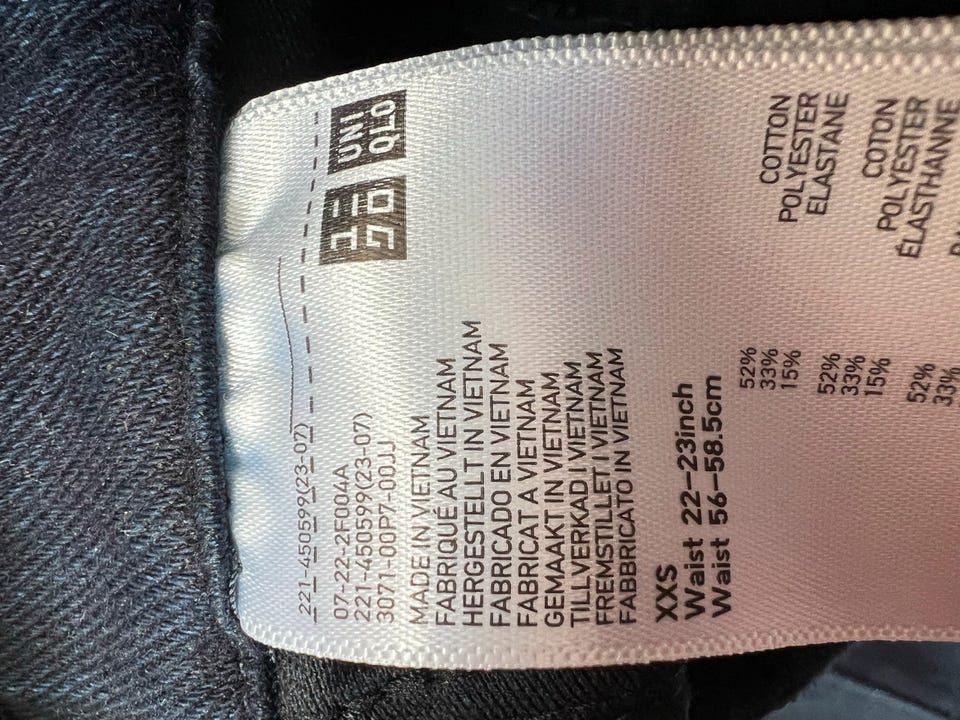 221-450599(23-07)
ユニ
クロ
UNI
QLO
07-22-2F004A
221-450599(23-07)
3071-00P7-00JJ
MADE IN VIETNAM
FABRIQUÉ AU VIETNAM
HERGESTELLT IN VIETNAM
FABRICADO EN VIETNAM
FABRICAT A VIETNAM
GEMAAKT IN VIETNAM
TILLVERKAD I VIETNAM
FREMSTILLET I VIETNAM
FABBRICATO IN VIETNAM
XXS
Waist 22-23inch
Waist 56-58.5cm
52% COTTON
33% POLYESTER
15% ELASTANE
52% COTON
33% POLYESTER
15% ÉLASTHANNE
52%
33%